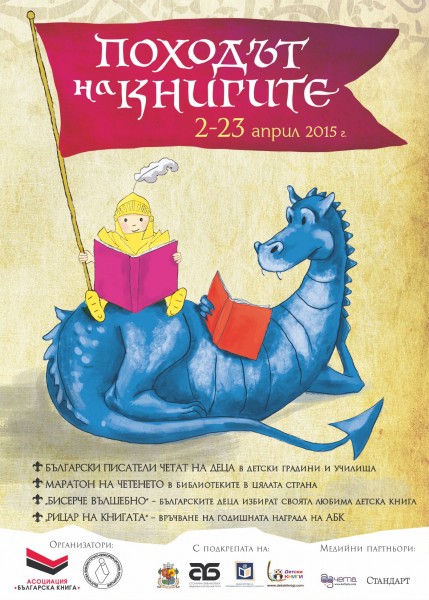 ПОХОДЪТ
НА КНИГИТЕ
2-23 април 2015 г.
БЪЛГАРСКИ ПИСАТЕЛИ ЧЕТАТ НА ДЕЦА В ДЕТСКИ ГРАДИНИ И УЧИЛИЩА
МАРАТОН НА ЧЕТЕНЕТО В БИБЛИОТЕКИТЕ В ЦЯЛАТА СТРАНА
„БИСЕРЧЕ ВЪЛШЕБНО“ – БЪЛГАРСКИТЕ ДЕЦА ИЗБИРАТ СВОЯТА ЛЮБИМА ДЕТСКА КНИГА
„РИЦАР НА КНИГАТА“ – ВРЪЧВАНЕ НА ГОДИШНАТА НАГРАДА НА АБК
ОРГАНИЗАТОРИ:
С ПОДКРЕПАТА НА:
МЕДИЙНИ ПАРТНЬОРИ:
АСОЦИАЦИЯ
"БЪЛГАРСКА КНИГА"
Детски
книги
СТАНДАРТ